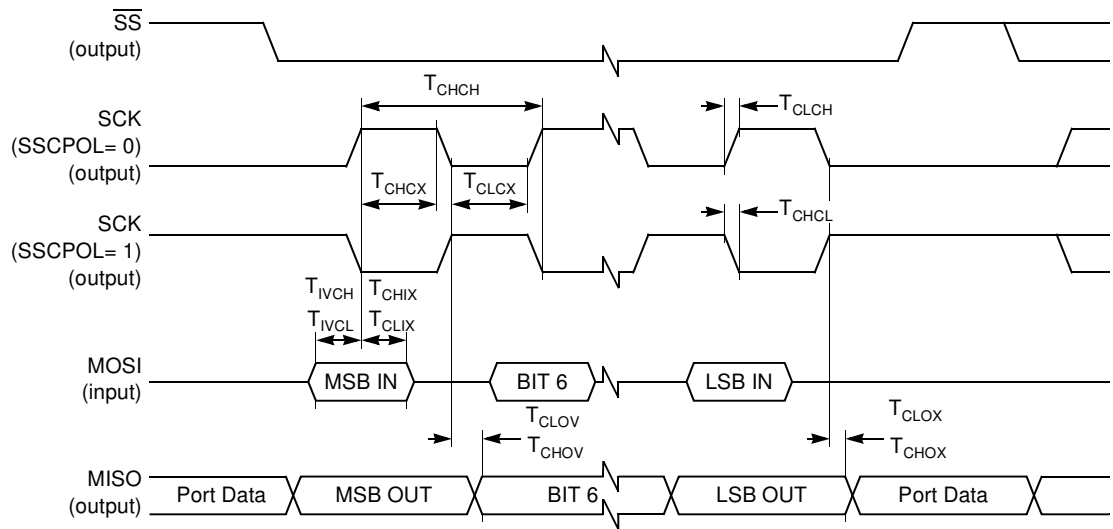 SS
(output)
T_CHCH
T_CLCH
SCK
(SSCPOL= 0)
(output)
T_CHCX
T_CLCX
T_CHCL
SCK
(SSCPOL= 1)
(output)
T_IVCH
T_CHIX
T_IVCL
T_CLIX
MOSI
(input)
MSB IN
BIT 6
LSB IN
T_CLOV
T_CHOV
T_CLOX
T_CHOX
MISO
(output)
Port Data
MSB OUT
BIT 6
LSB OUT
Port Data